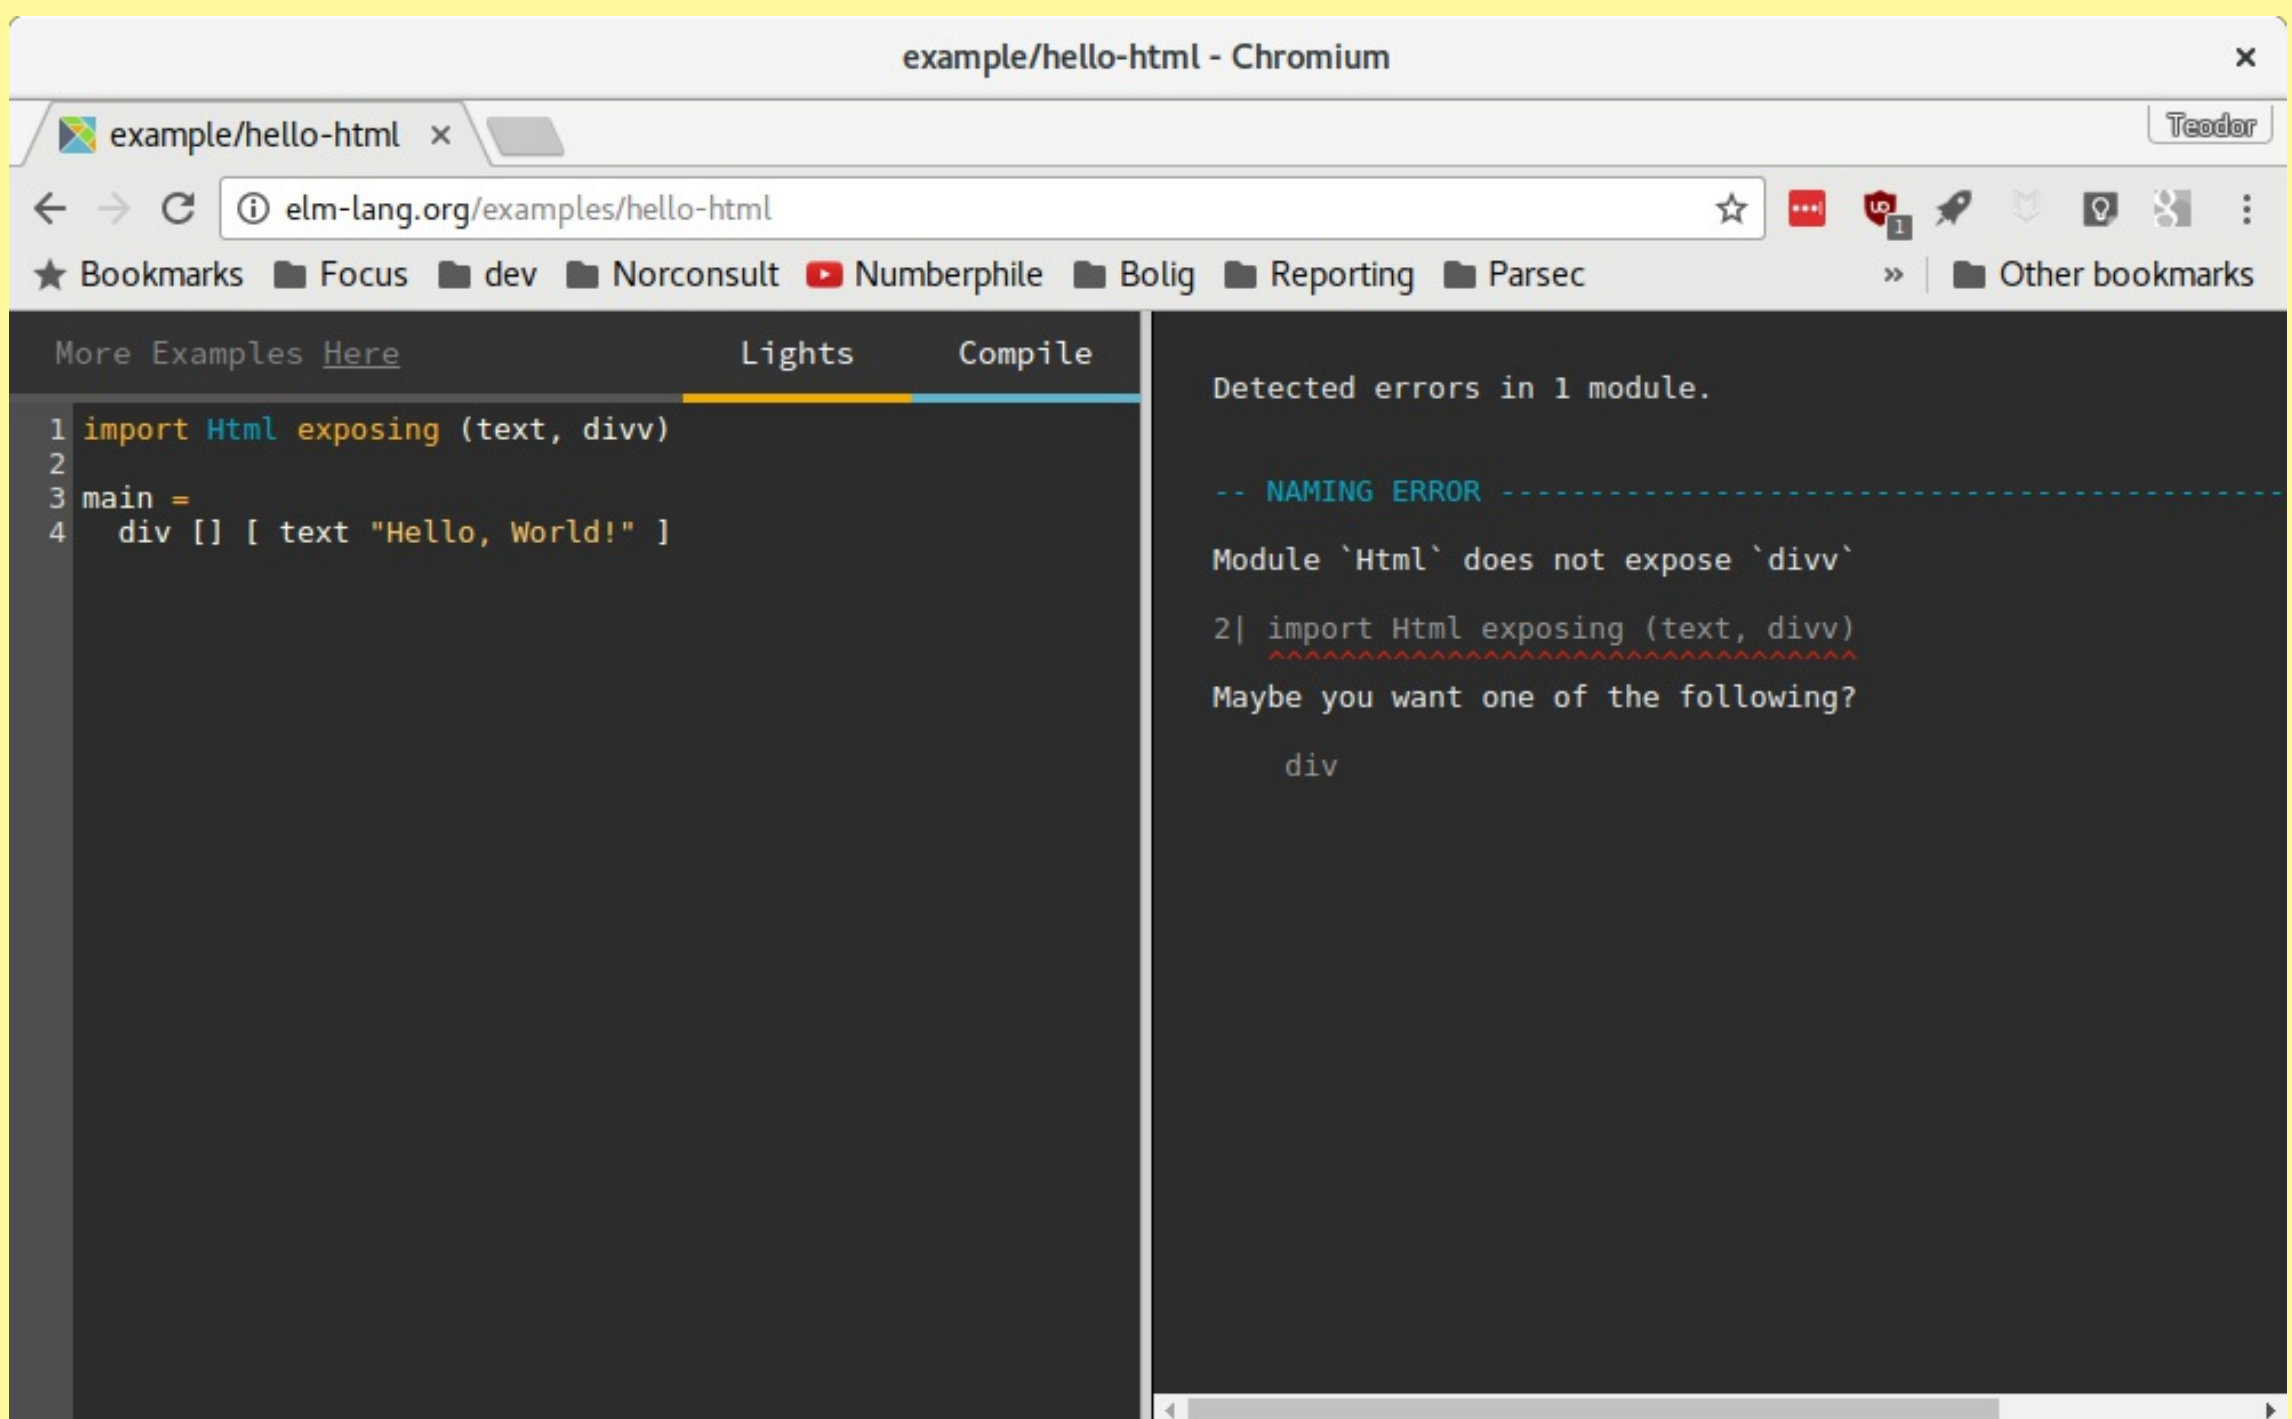 example/hello-html - Chromium ×
example/hello-html ×
Teodor
elm-lang.org/examples/hello-html
1
Bookmarks Focus dev Norconsult Numberphile Bolig Reporting Parsec » Other bookmarks
More Examples Here Lights Compile
1 import Html exposing (text, divv)
2
3 main =
4   div [] [ text "Hello, World!" ]
Detected errors in 1 module.
-- NAMING ERROR --------------------------------------------
Module `Html` does not expose `divv`
2| import Html exposing (text, divv)
^^^^^^^^^^^^^^^^^^^^^^^^^^^^^^^^^
Maybe you want one of the following?
div